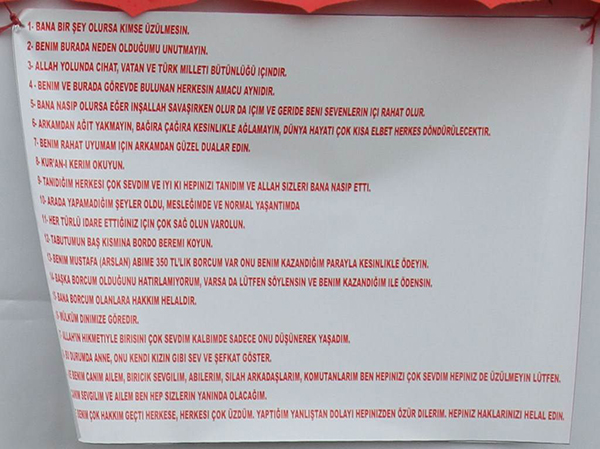 1- BANA BIR ŞEY OLURSA KIMSE ÜZÜLMESIN.
2- BENIM BURADA NEDEN OLDUĞUMU UNUTMAYIN.
3- ALLAH YOLUNDA CIHAT, VATAN VE TÜRK MILLETI BÜTÜNLÜĞÜ IÇINDIR.
4 - BENIM VE BURADA GÖREVDE BULUNAN HERKESIN AMACU AYNIDIR.
5- BANA NASIP OLURSA EĞER INŞALLAH SAVAŞIRKEN OLUR DA IÇIM VE GERIDE BENI SEVENLERIN IÇI RAHAT OLUR.
6- ARKAMDAN AĞIT YAKMAYIN, BAĞIRA ÇAĞIRA KESINLIKLE AĞLAMAYIN, DÜNYA HAYATI ÇOK KISA ELBET HERKES DÖNDÜRÜLECEKTIR.
7- BENIM RAHAT UYUMAM IÇIN ARKAMDAN GÜZEL DUALAR EDIN.
8- KUR'AN-I KERIM OKUYUN.
9- TANIDIĞIM HERKESI ÇOK SEVDIM VE IYI KI HEPINIZI TANIDIM VE ALLAH SIZLERI BANA NASIP ETTI.
10- ARADA YAPAMADIĞIM ŞEYLER OLDU, MESLEĞIMDE VE NORMAL YAŞANTIMDA
11- HER TÜRLÜ IDARE ETTIĞINIZ IÇIN ÇOK SAĞ OLUN VAROLUN.
12- TABUTUMUN BAŞ KISMINA BORDO BEREMI KOYUN.
13- BENIM MUSTAFA (ARSLAN) ABIME 350 TL'LIK BORCUM VAR ONU BENIM KAZANDIĞIM PARAYLA KESINLIKLE ÖDEYIN.
14- BAŞKA BORCUM OLDUĞUNU HATIRLAMIYORUM, VARSA DA LÜTFEN SÖYLENSIN VE BENIM KAZANDIĞIM ILE ÖDENSIN.
5- BANA BORCUM OLANLARA HAKKIM HELALDIR.
6- MÜLKÜM DINIMIZE GÖREDIR.
ALLAH'IN HIKMETIYLE BIRISINI ÇOK SEVDIM KALBIMDE SADECE ONU DÜŞÜNEREK YAŞADIM.
BU DURUMDA ANNE, ONU KENDI KIZIN GIBI SEV VE ŞEFKAT GÖSTER.
VE BENIM CANIM AILEM, BIRICIK SEVGILIM, ABILERIM, SILAH ARKADAŞLARIM, KOMUTANLARIM BEN HEPINIZI ÇOK SEVDIM HEPINIZ DE ÜZÜLMEYIN LÜTFEN.
CANIM SEVGILIM VE AILEM BEN HEP SIZLERIN YANINDA OLACAĞIM.
BENIM ÇOK HAKKIM GEÇTI HERKESE, HERKESI ÇOK ÜZDÜM. YAPTIĞIM YANLIŞTAN DOLAYI HEPINIZDEN ÖZÜR DILERIM. HEPINIZ HAKLARINIZI HELAL EDIN.